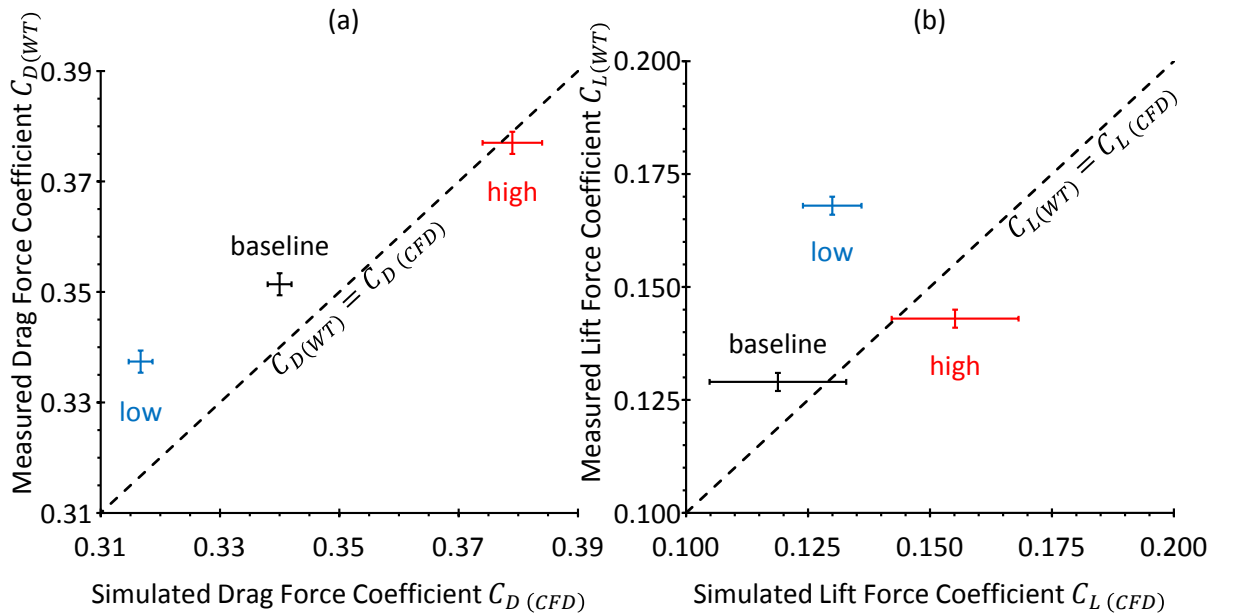 (a)
Measured Drag Force Coefficient C_D(WT)
0.39
0.37
0.35
0.33
0.31
baseline
low
high
C_D(WT) = C_D (CFD)
0.31 0.33 0.35 0.37 0.39
Simulated Drag Force Coefficient C_D (CFD)
(b)
Measured Lift Force Coefficient C_L(WT)
0.200
0.175
0.150
0.125
0.100
low
baseline
high
C_L(WT) = C_L (CFD)
0.100 0.125 0.150 0.175 0.200
Simulated Lift Force Coefficient C_L (CFD)